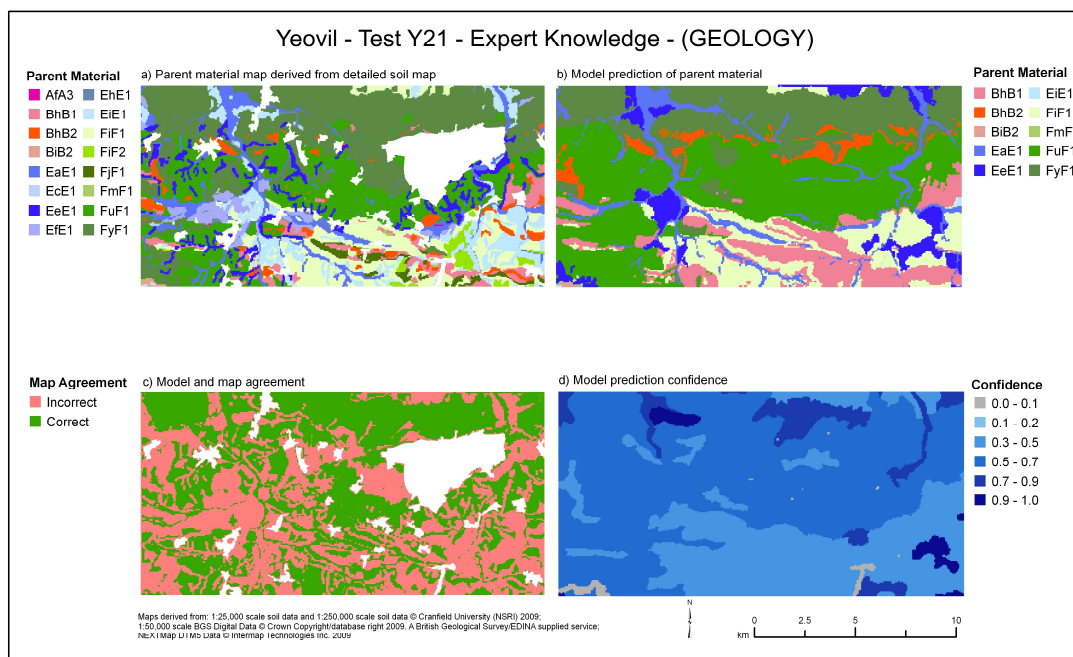 Yeovil - Test Y21 - Expert Knowledge - (GEOLOGY)
Parent Material
AfA3 EhE1
BhB1 EiE1
BhB2 FiF1
BiB2 FiF2
EaE1 FjF1
EcE1 FmF1
EeE1 FuF1
EfE1 FyF1
a) Parent material map derived from detailed soil map
b) Model prediction of parent material
Parent Material
BhB1 EiE1
BhB2 FiF1
BiB2 FmF
EaE1 FuF
EeE1 FyF1
Map Agreement
Incorrect
Correct
c) Model and map agreement
d) Model prediction confidence
Confidence
0.0 - 0.1
0.1 - 0.2
0.3 - 0.5
0.5 - 0.7
0.7 - 0.9
0.9 - 1.0
Maps derived from: 1:25,000 scale soil data and 1:250,000 scale soil data © Cranfield University (NSRI) 2009;
1:50,000 scale BGS Digital Data © Crown Copyright/database right 2009. A British Geological Survey/EDINA supplied service;
NEXTMap DTM5 Data © Intermap Technologies Inc. 2009
N
km
0 2.5 5 10